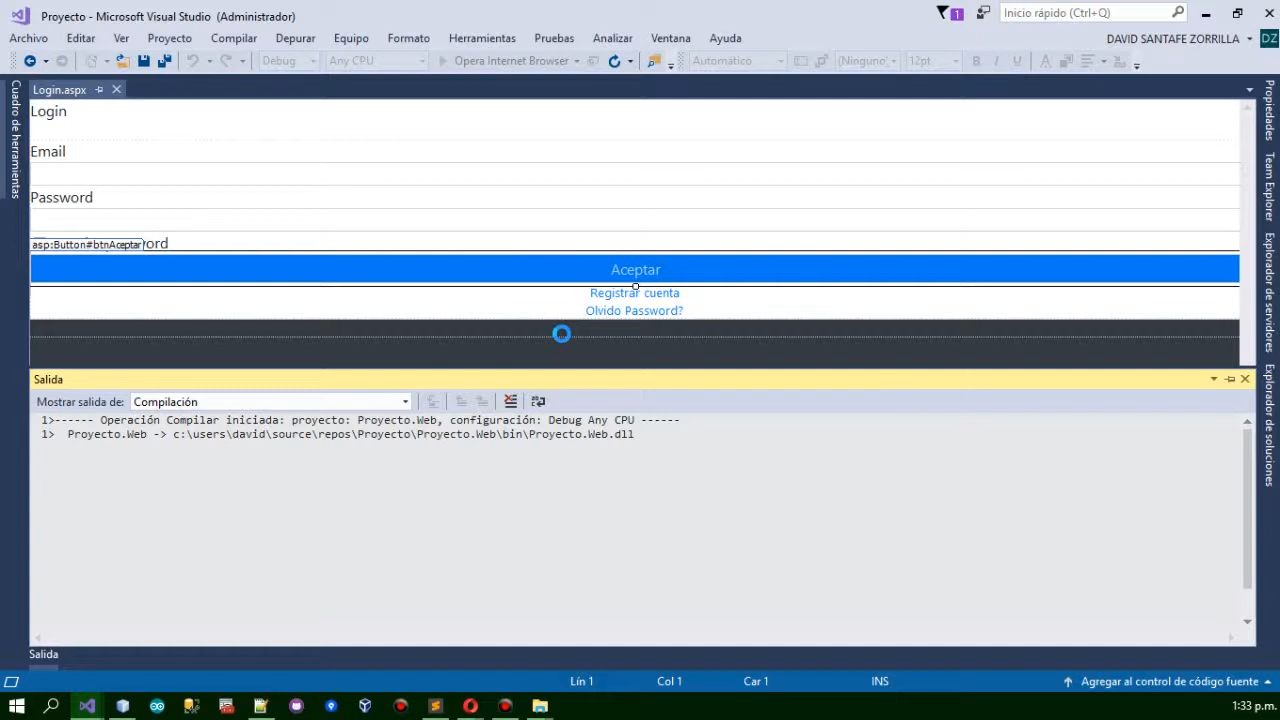 Proyecto - Microsoft Visual Studio (Administrador)
1
Inicio rápido (Ctrl+Q)
Archivo Editar Ver Proyecto Compilar Depurar Equipo Formato Herramientas Pruebas Analizar Ventana Ayuda
DAVID SANTAFE ZORRILLA DZ
Debug Any CPU Opera Internet Browser Automático (Ninguno) 12pt B I U A
Login.aspx
Cuadro de herramientas
Login
Email
Password
asp:Button#btnAceptar
Aceptar
Registrar cuenta
Olvido Password?
Propiedades
Team Explorer
Explorador de servidores
Explorador de soluciones
Salida
Mostrar salida de: Compilación
1>------ Operación Compilar iniciada: proyecto: Proyecto.Web, configuración: Debug Any CPU ------
1> Proyecto.Web -> c:\users\david\source\repos\Proyecto\Proyecto.Web\bin\Proyecto.Web.dll
Salida
Lín 1 Col 1 Car 1 INS Agregar al control de código fuente
1:33 p.m.